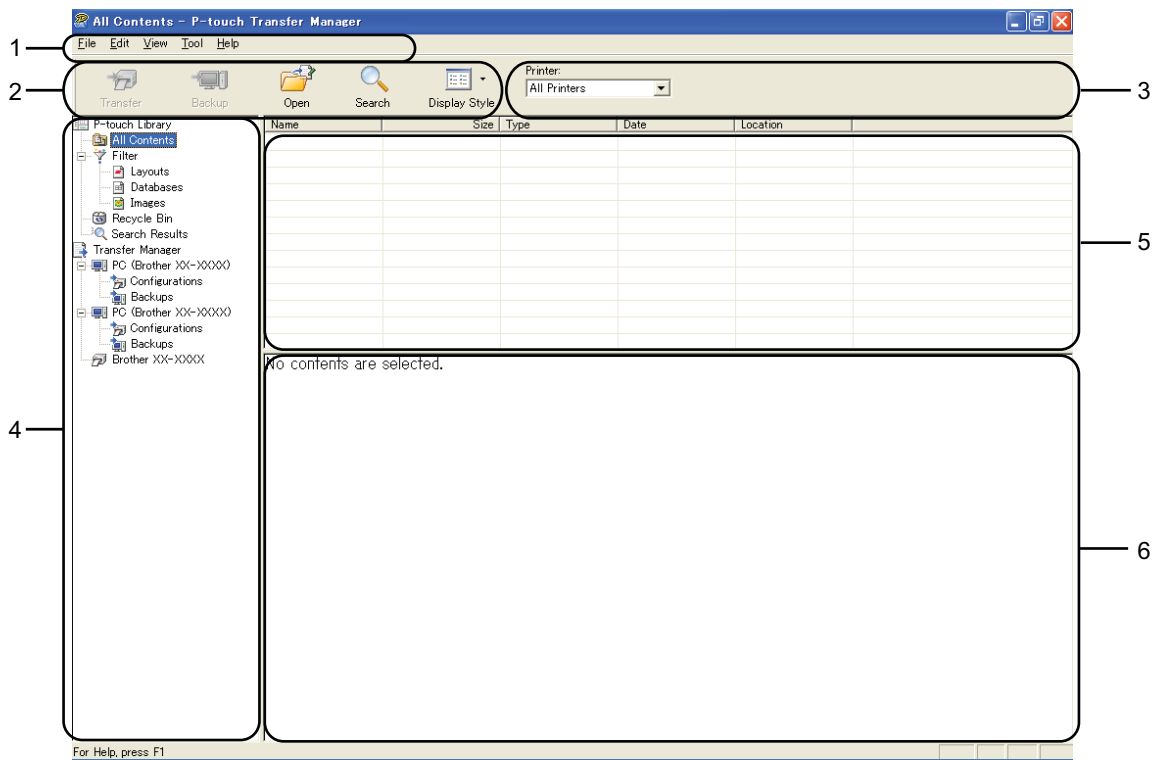 All Contents - P-touch Transfer Manager
File Edit View Tool Help
1
Transfer Backup Open Search Display Style
2
Printer:
All Printers
3
P-touch Library
All Contents
Filter
Layouts
Databases
Images
Recycle Bin
Search Results
Transfer Manager
PC (Brother XX-XXXX)
Configurations
Backups
PC (Brother XX-XXXX)
Configurations
Backups
Brother XX-XXXX
4
Name Size Type Date Location
5
No contents are selected.
6
For Help, press F1